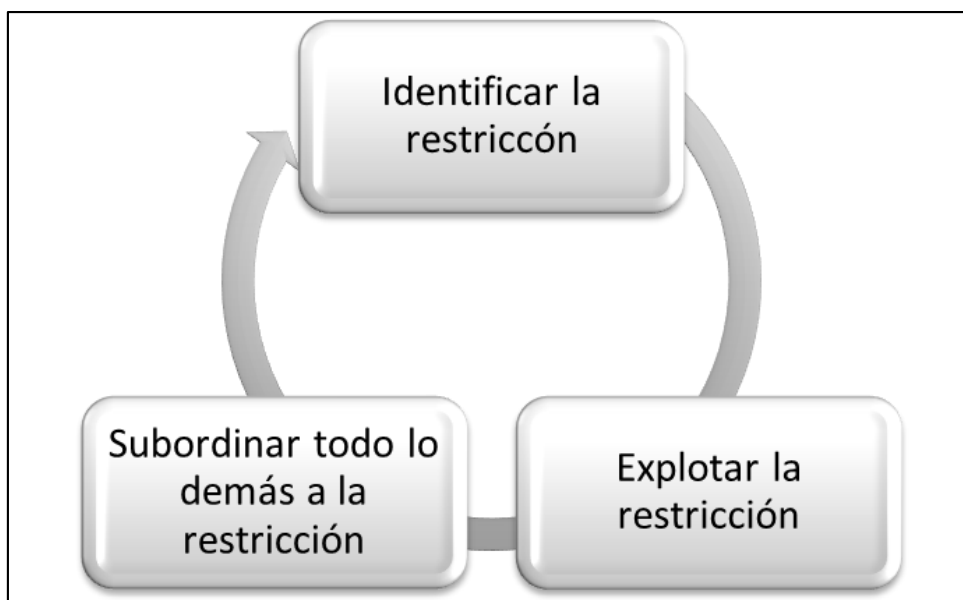 Identificar la
restriccón
Subordinar todo lo
demás a la
restricción
Explotar la
restricción